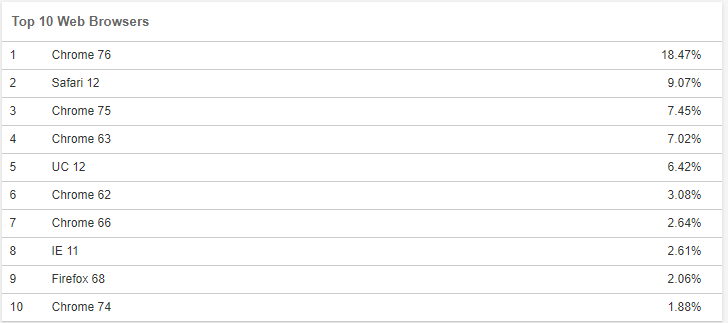 Top 10 Web Browsers
1 Chrome 76 18.47%
2 Safari 12 9.07%
3 Chrome 75 7.45%
4 Chrome 63 7.02%
5 UC 12 6.42%
6 Chrome 62 3.08%
7 Chrome 66 2.64%
8 IE 11 2.61%
9 Firefox 68 2.06%
10 Chrome 74 1.88%